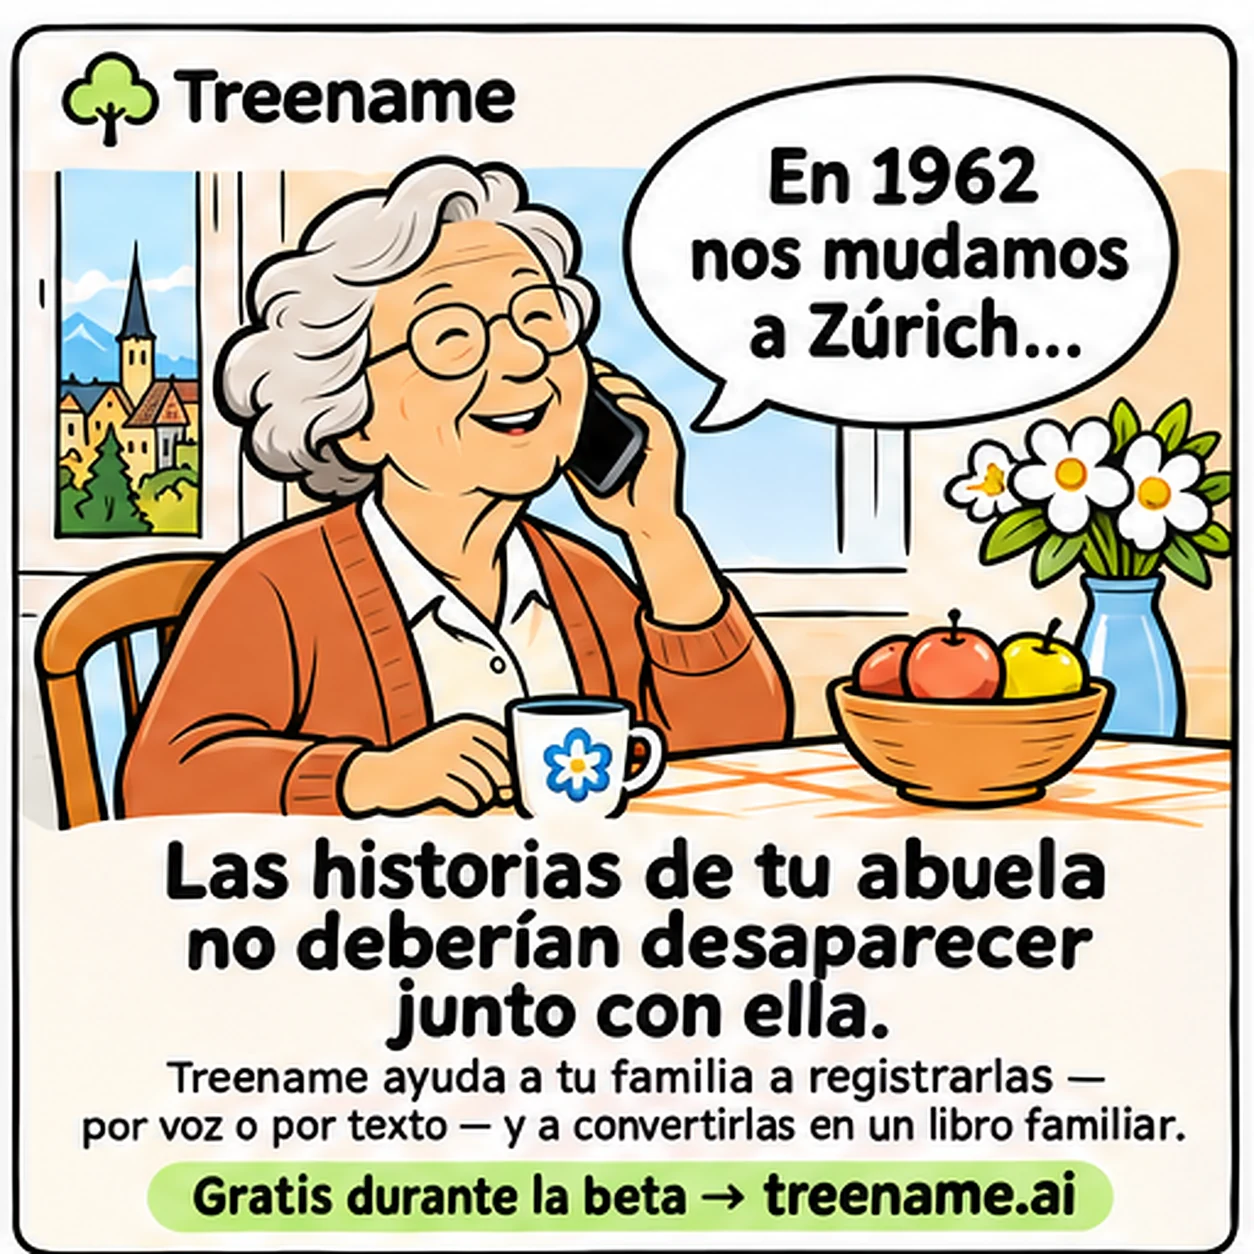 Treename
En 1962
nos mudamos
a Zúrich...
Las historias de tu abuela
no deberían desaparecer
junto con ella.
Treename ayuda a tu familia a registrarlas —
por voz o por texto — y a convertirlas en un libro familiar.
Gratis durante la beta → treename.ai